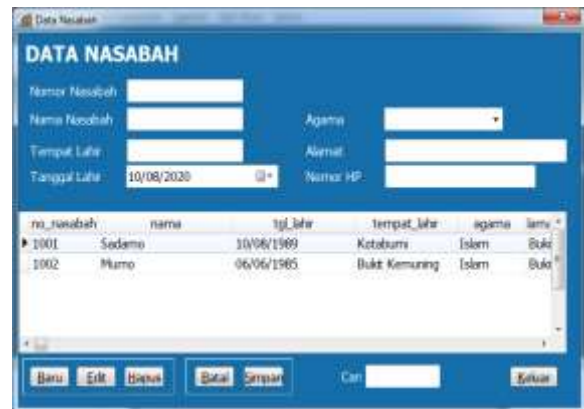 Data Nasabah
DATA NASABAH
Nomor Nasabah
Nama Nasabah Agama
Tempat Lahir Alamat
Tanggal Lahir 10/08/2020 Nomor HP
no_nasabah nama tgl_lahir tempat_lahir agama
1001 Sadarno 10/08/1989 Kotabumi Islam
1002 Murno 06/06/1985 Bukit Kemuning Islam
Baru Edit Hapus Batal Simpan Cari Keluar